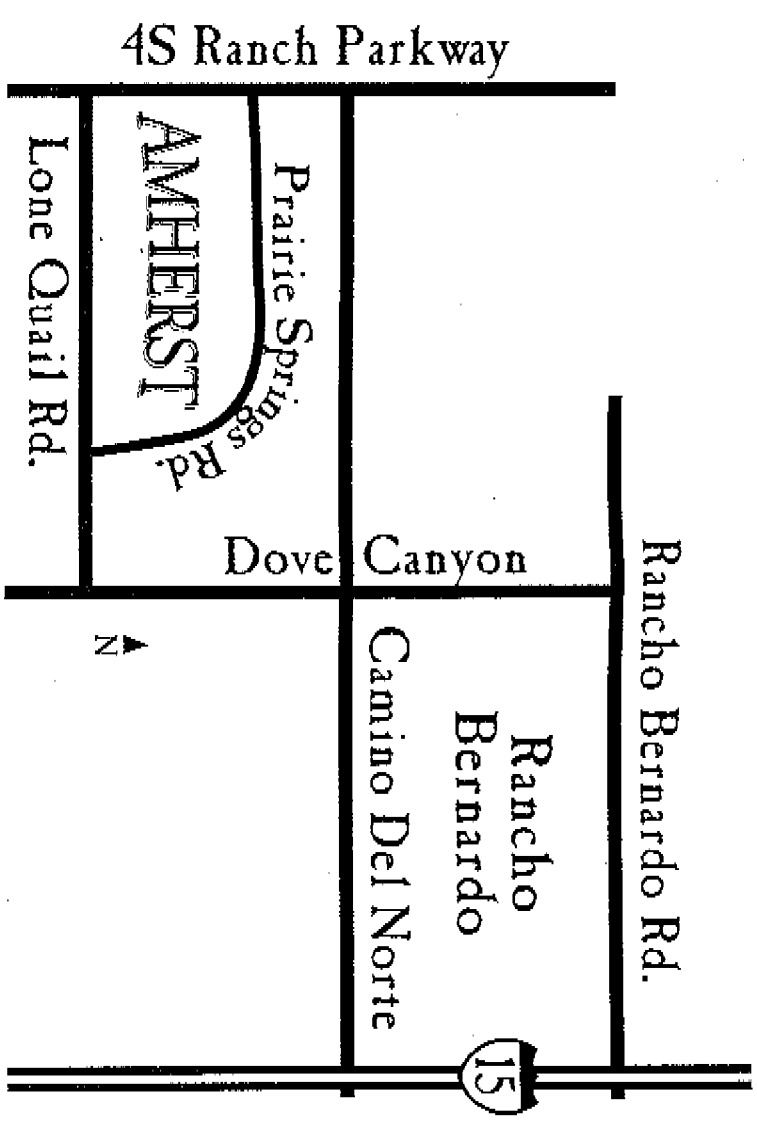 4S Ranch Parkway
Lone Quail Rd.
AMHERST
Prairie Springs Rd.
Dove Canyon
N
Camino Del Norte
Rancho
Bernardo
Rancho Bernardo Rd.
15